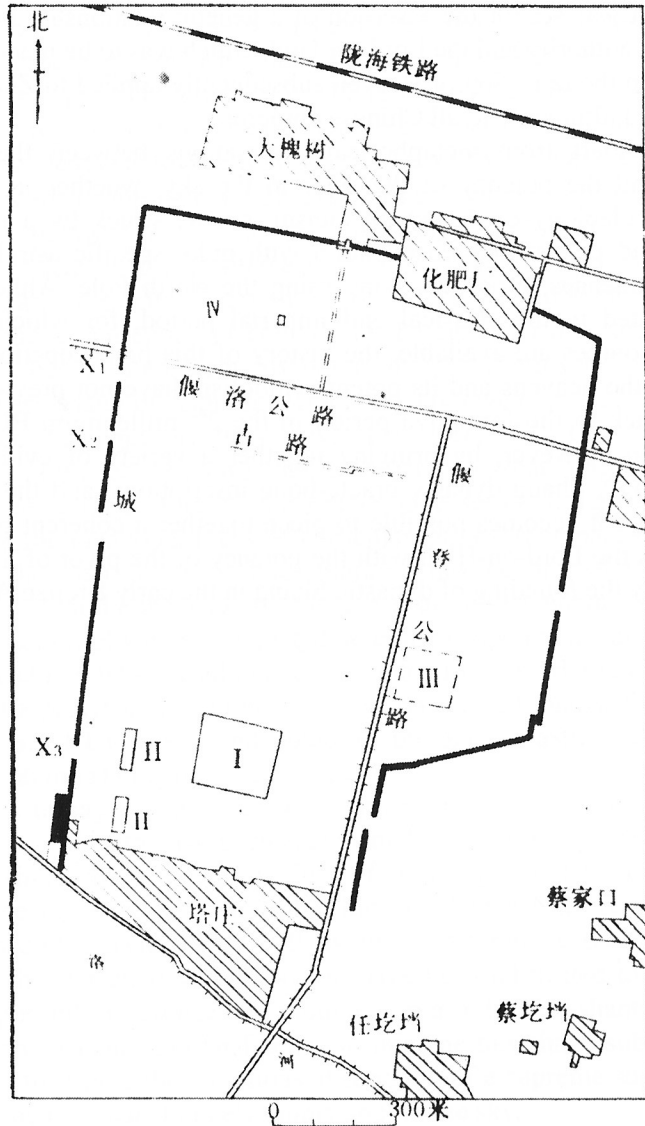 北
陇海铁路
大槐树
化肥厂
Ⅳ
X₁
偃洛公路
X₂
古路
城
偃
公
路
Ⅲ
X₃
Ⅱ
Ⅰ
Ⅱ
塔庄
蔡家口
洛
河
任圪垱
蔡圪垱
0
300米